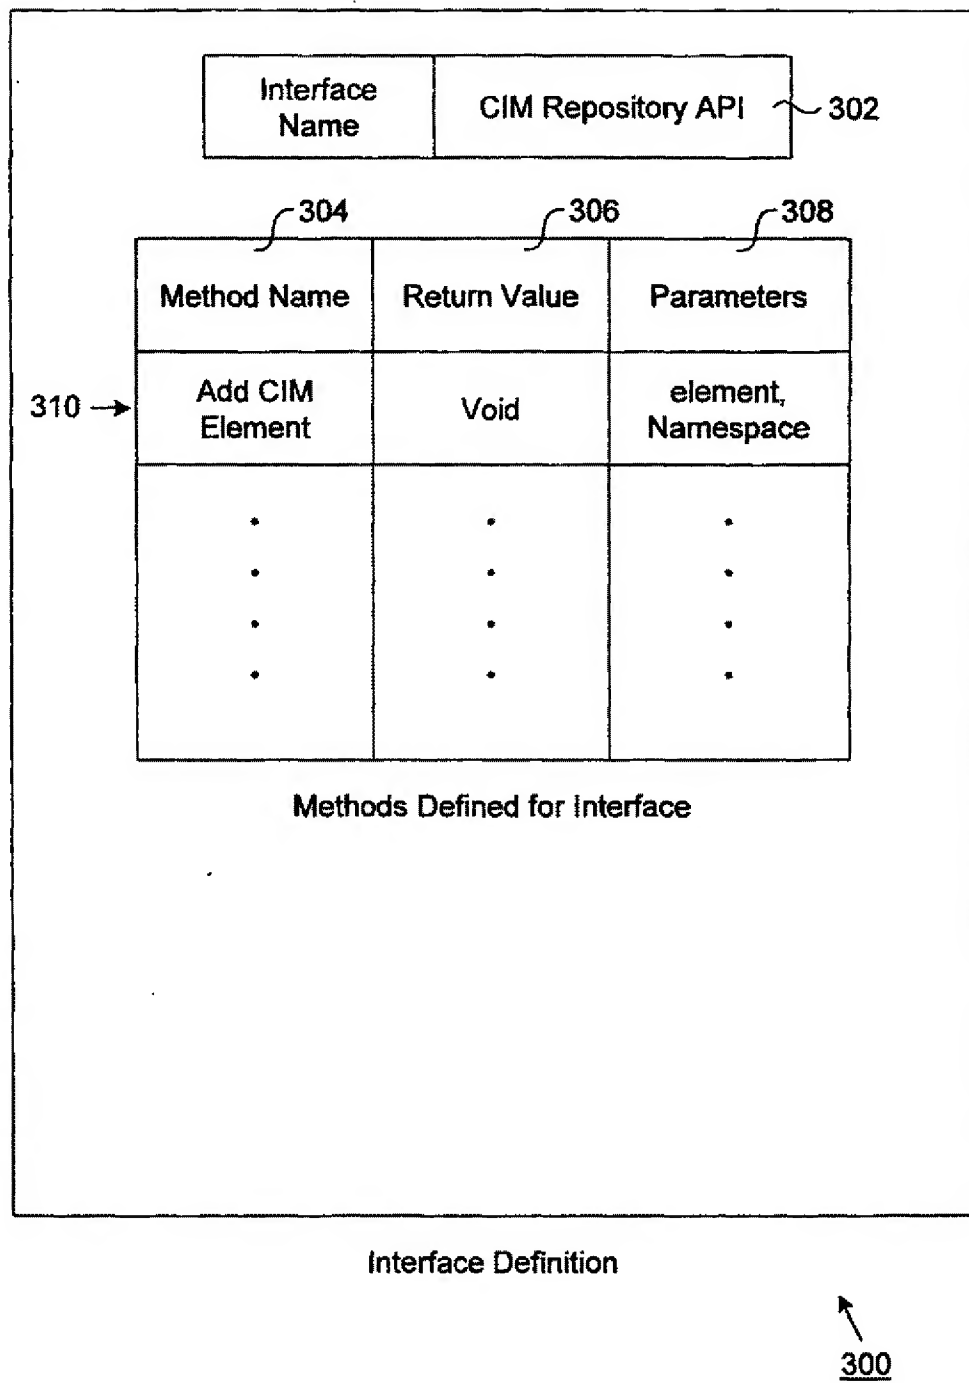 Interface Name
CIM Repository API
302
304
306
308
Method Name
Return Value
Parameters
310
Add CIM Element
Void
element, Namespace
Methods Defined for Interface
Interface Definition
300